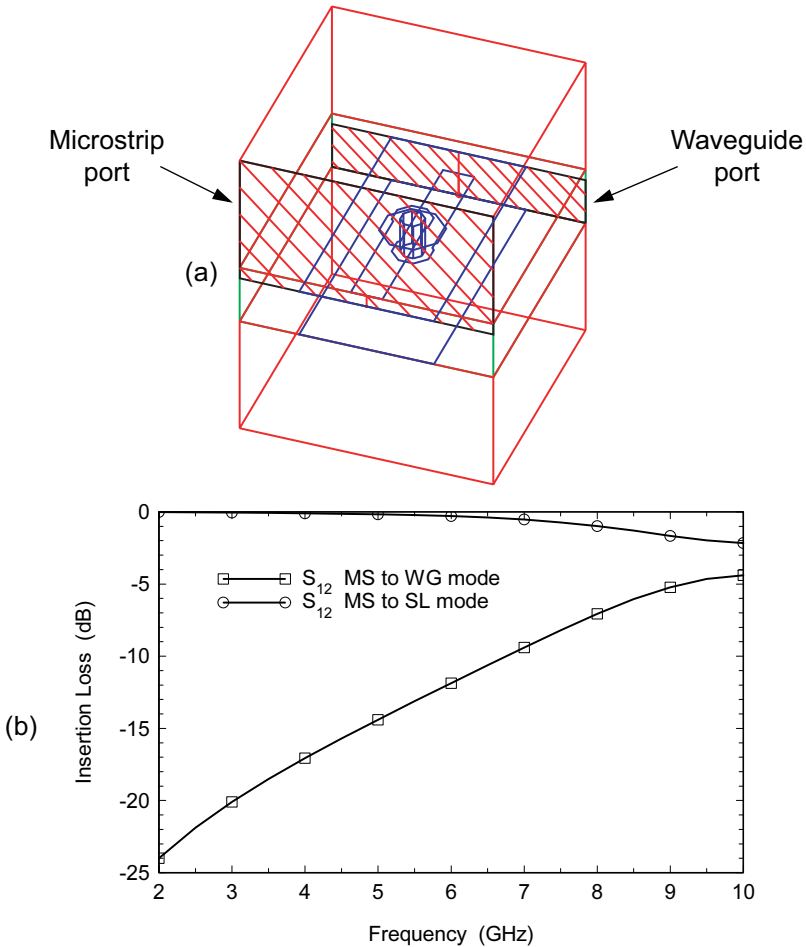 Microstrip
port
Waveguide
port
(a)
0
-5
-10
-15
-20
-25
Insertion Loss (dB)
S12 MS to WG mode
S12 MS to SL mode
(b)
2 3 4 5 6 7 8 9 10
Frequency (GHz)